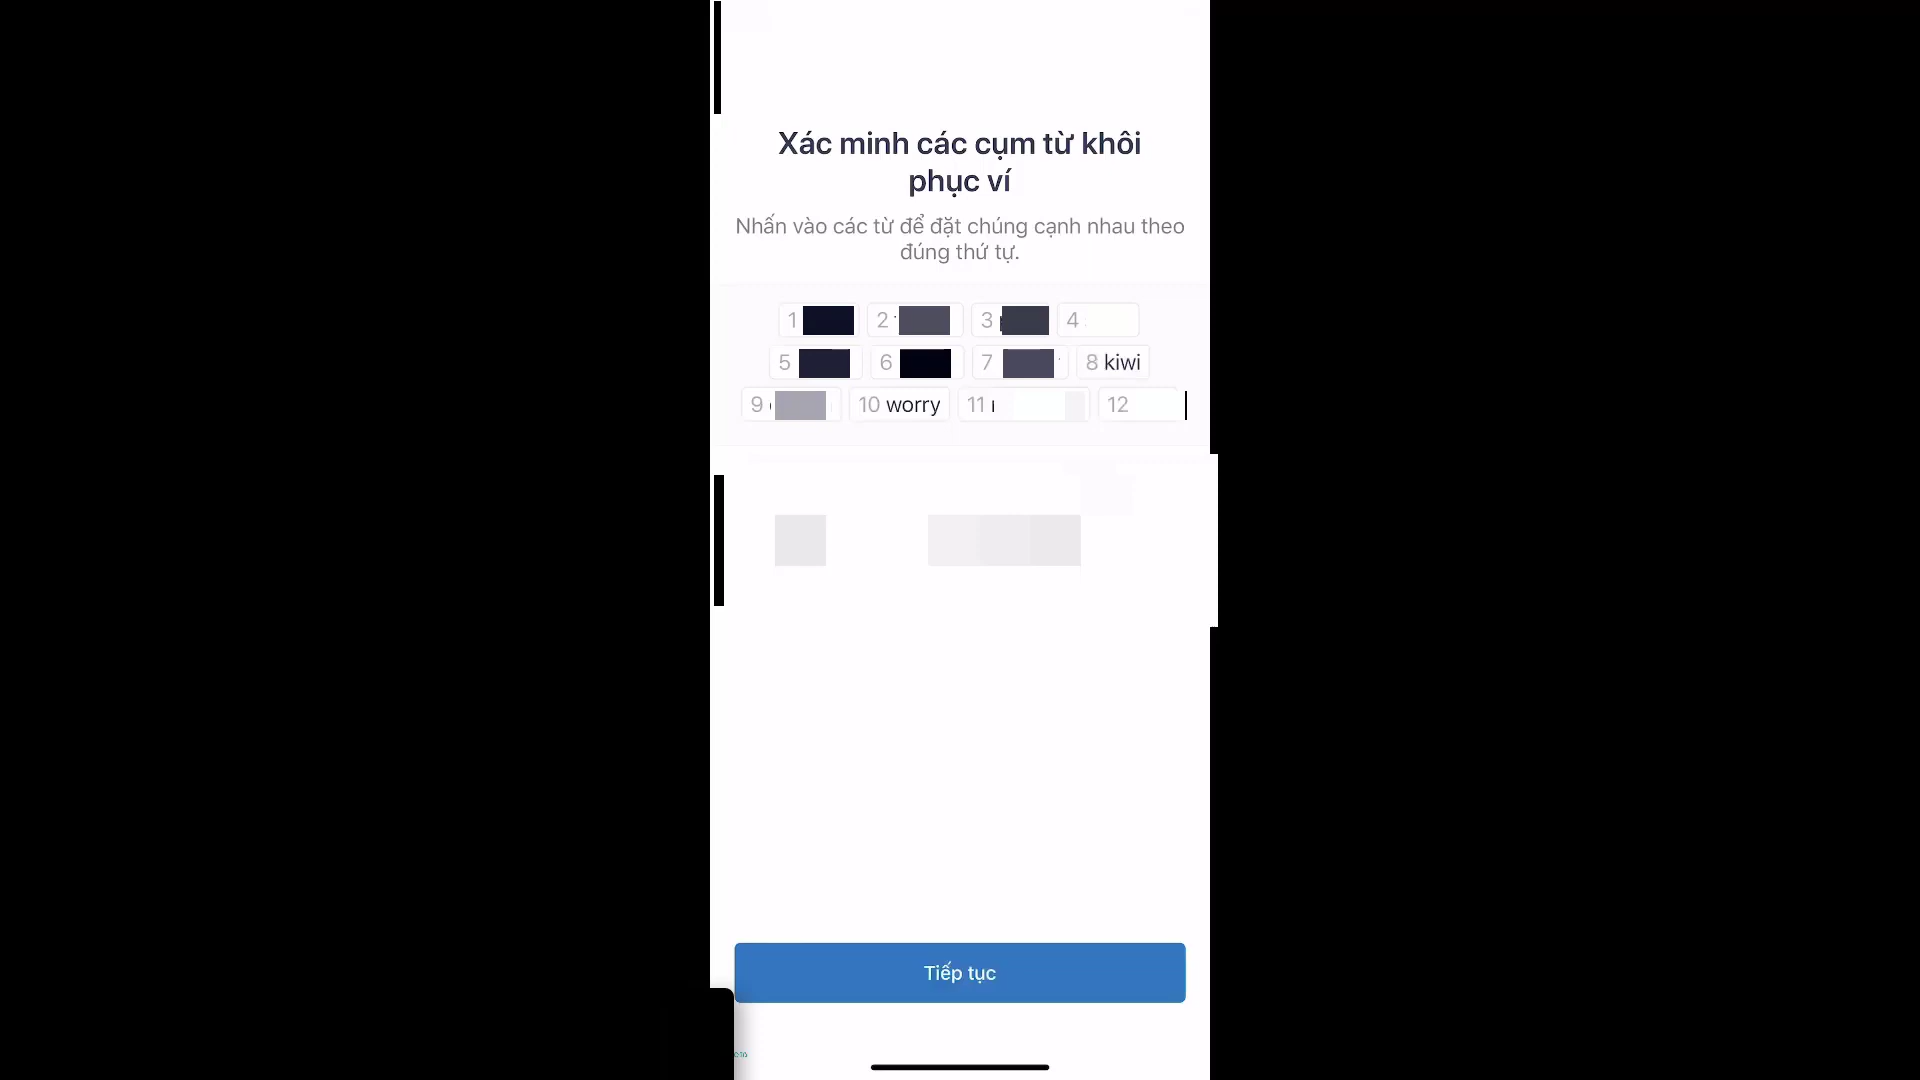 Xác minh các cụm từ khôi
phục ví
Nhấn vào các từ để đặt chúng cạnh nhau theo
đúng thứ tự.
1 2 3 4
5 6 7 8 kiwi
9 10 worry 11 12
Tiếp tục